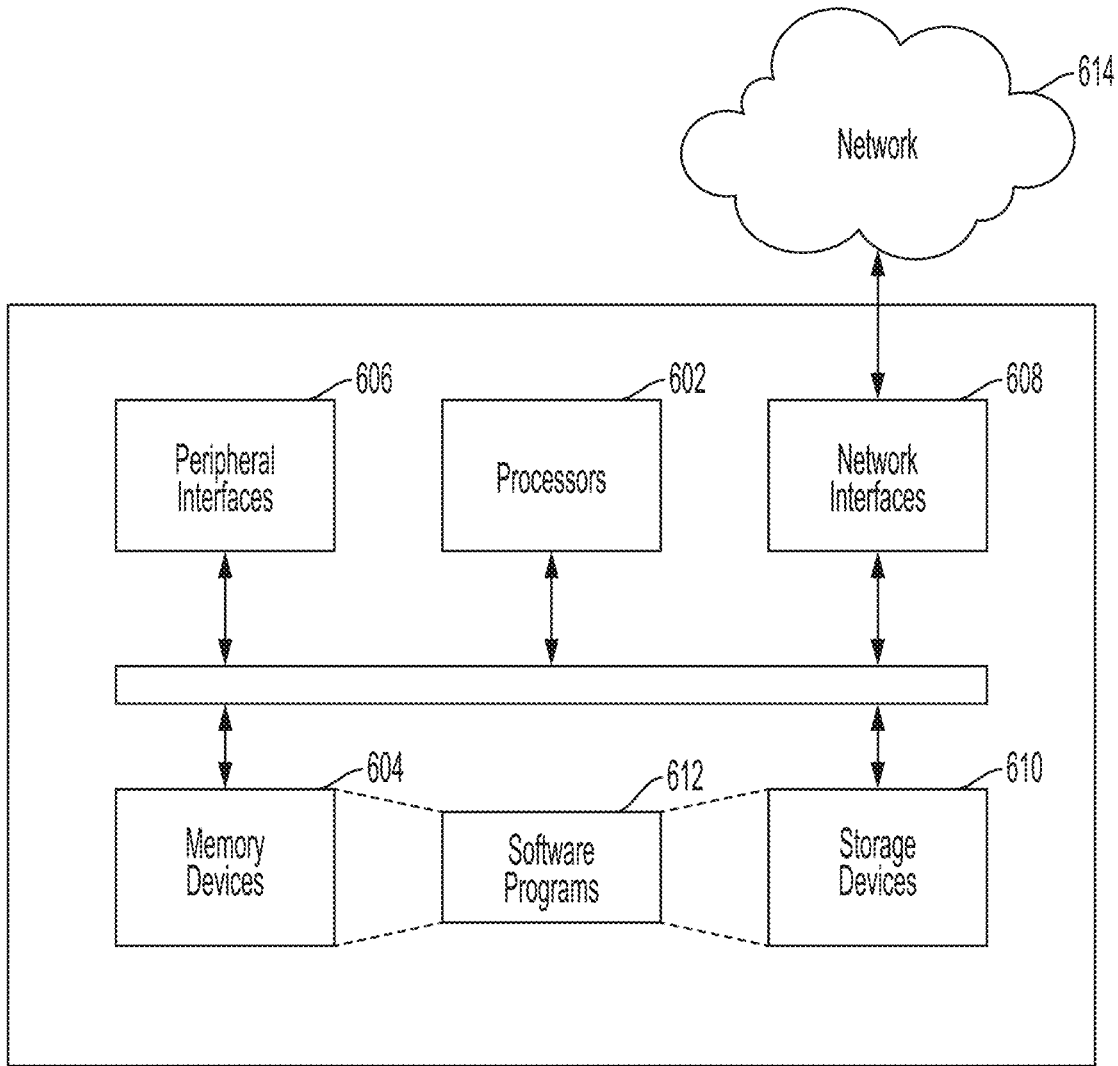 614
Network
606
602
608
Peripheral
Interfaces
Processors
Network
Interfaces
604
612
610
Memory
Devices
Software
Programs
Storage
Devices